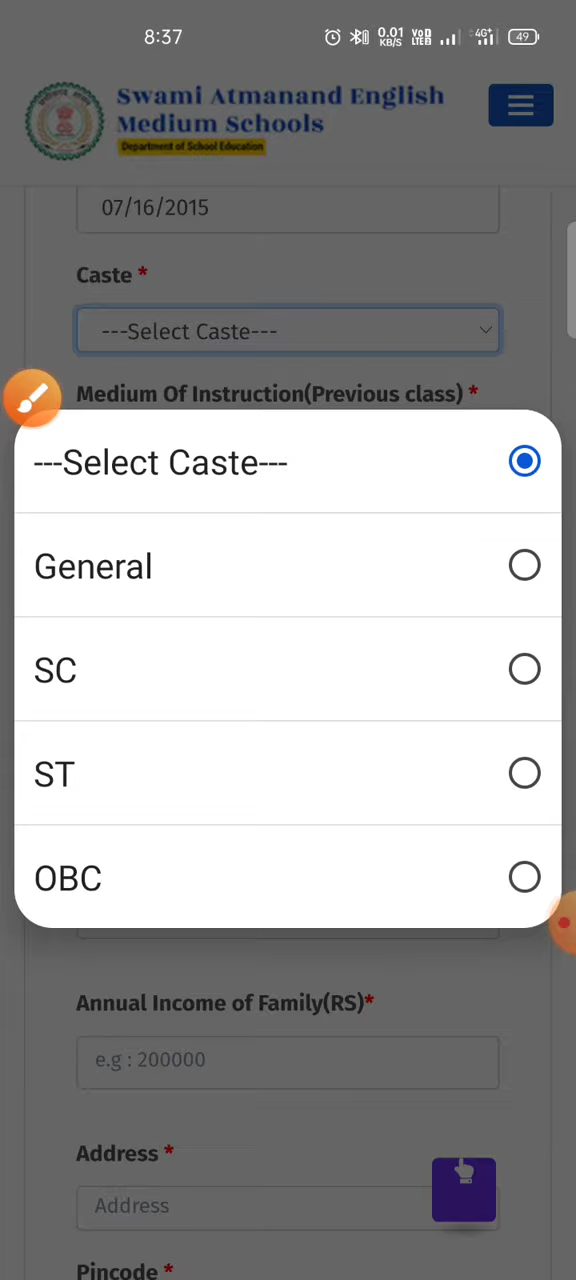 8:37
0.01
KB/S
VoD
LTE
4G+
49
Swami Atmanand English
Medium Schools
Department of School Education
07/16/2015
Caste *
---Select Caste---
Medium Of Instruction(Previous class) *
---Select Caste---
General
SC
ST
OBC
Annual Income of Family(RS)*
e.g : 200000
Address *
Address
Pincode *